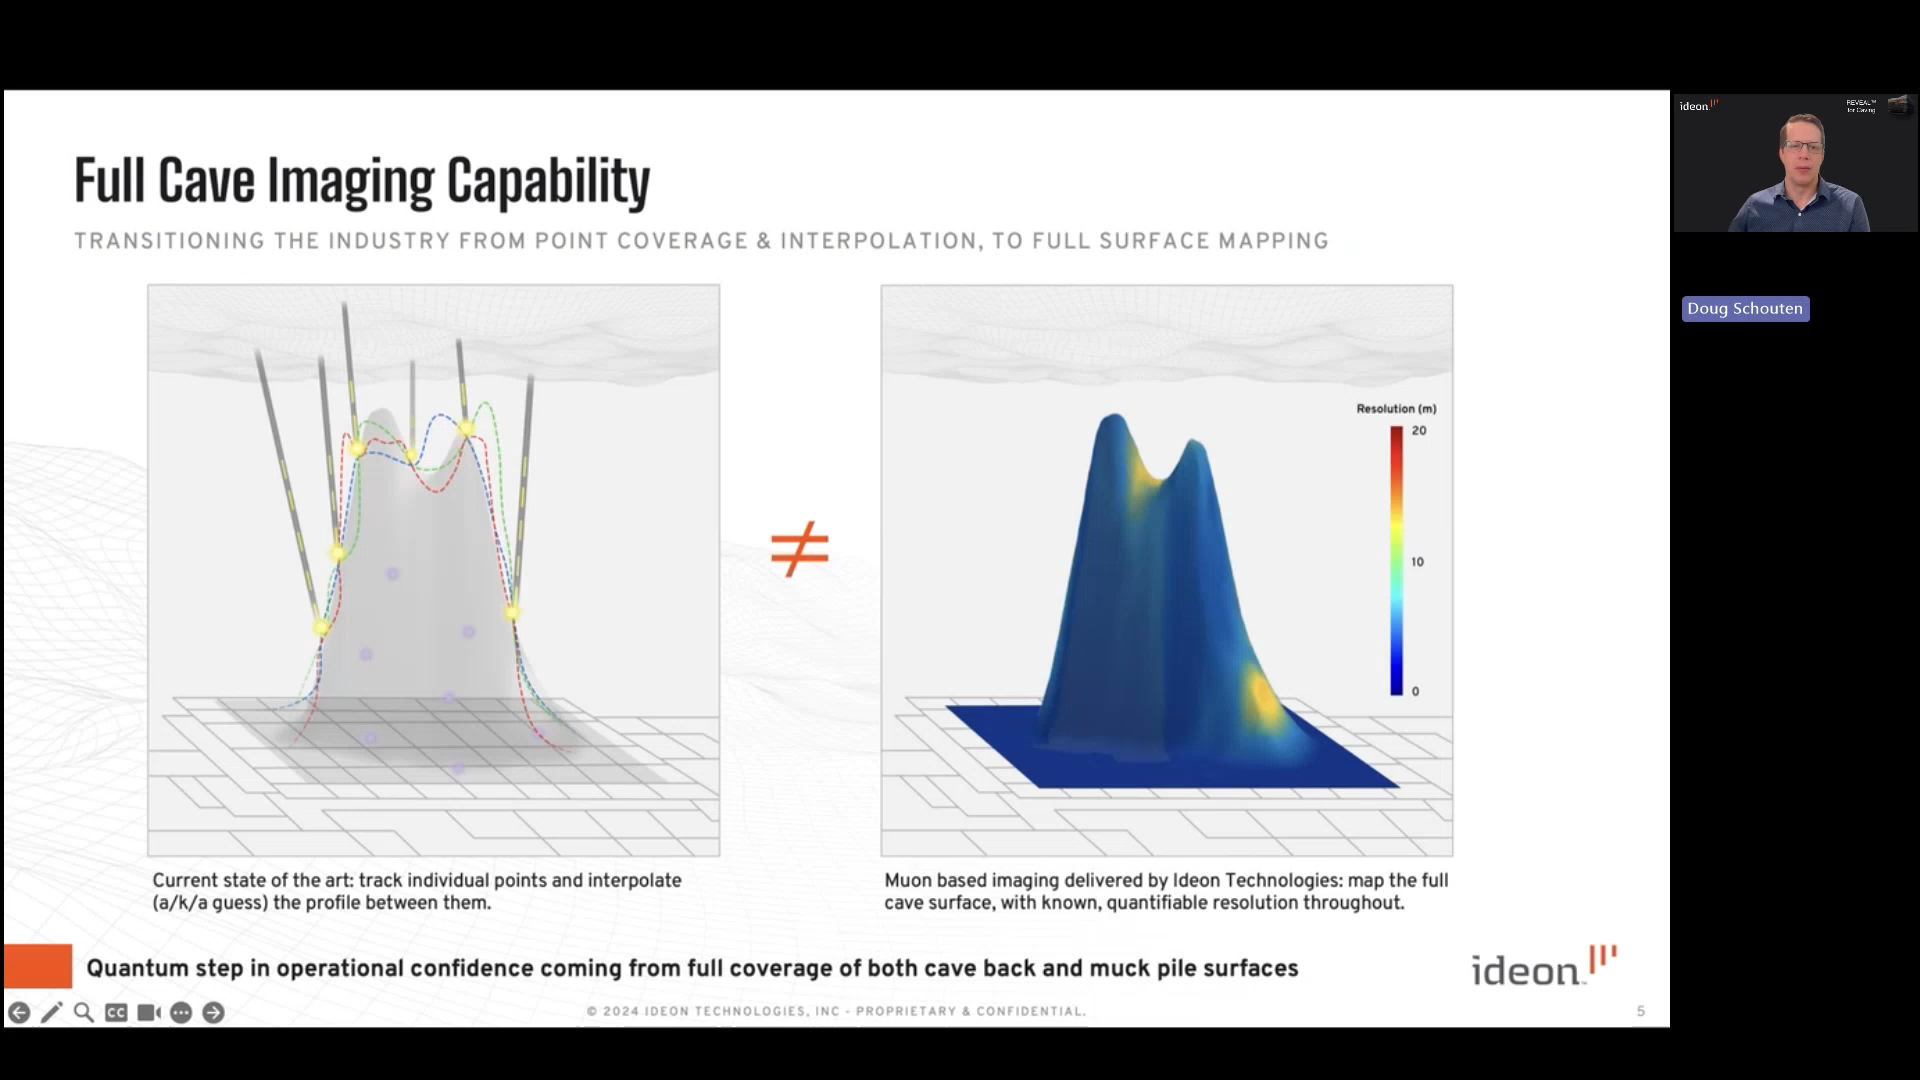 Full Cave Imaging Capability
TRANSITIONING THE INDUSTRY FROM POINT COVERAGE & INTERPOLATION, TO FULL SURFACE MAPPING
Resolution (m)
20
10
0
Current state of the art: track individual points and interpolate
(a/k/a guess) the profile between them.
≠
Muon based imaging delivered by Ideon Technologies: map the full
cave surface, with known, quantifiable resolution throughout.
Quantum step in operational confidence coming from full coverage of both cave back and muck pile surfaces
ideon
CC
© 2024 IDEON TECHNOLOGIES, INC - PROPRIETARY & CONFIDENTIAL.
5
ideon
REVEAL™
for Caving
Doug Schouten